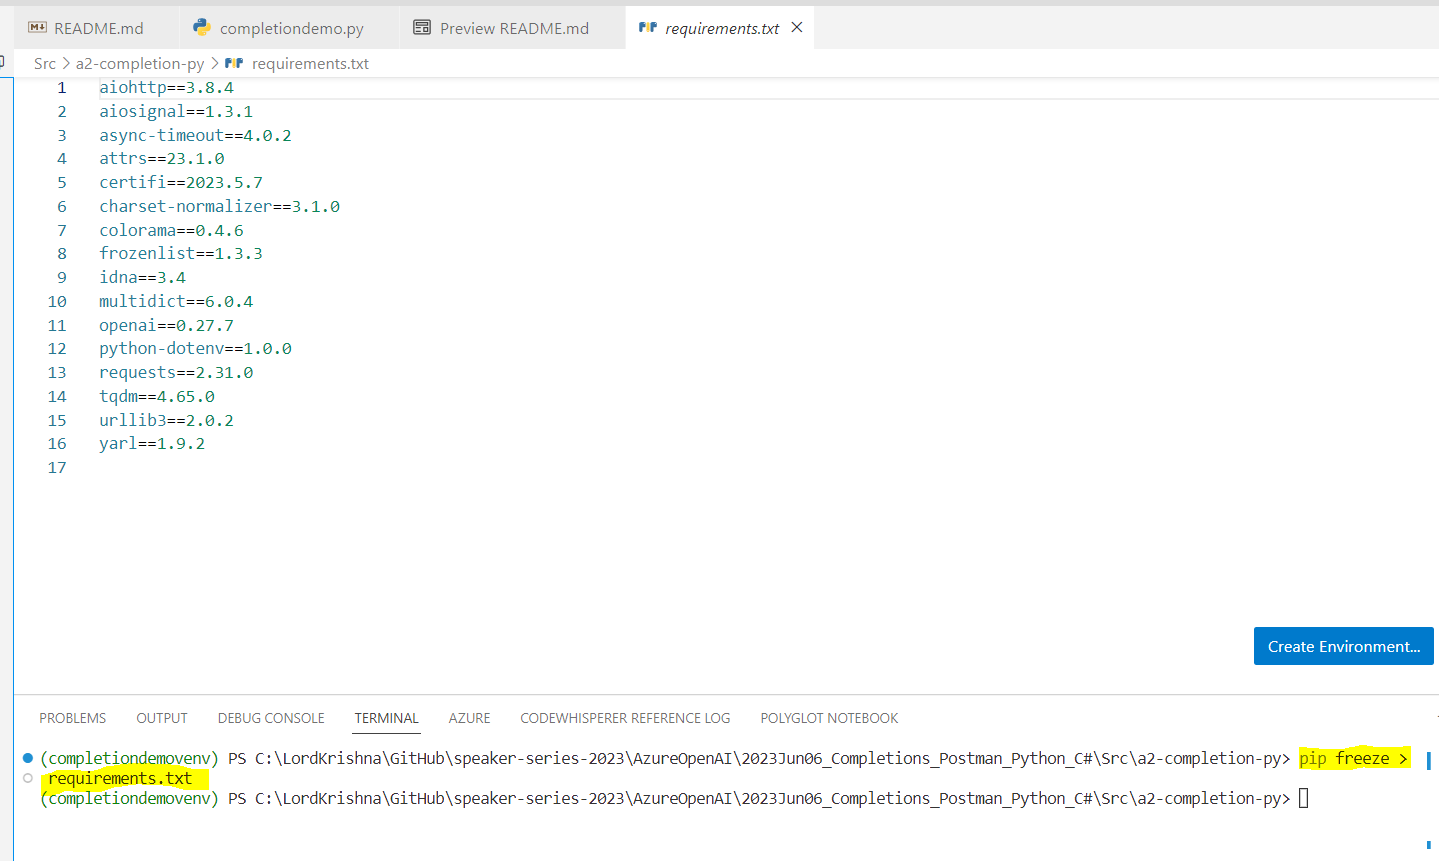 README.md completiondemo.py Preview README.md requirements.txt
Src > a2-completion-py > requirements.txt
1 aiohttp==3.8.4
2 aiosignal==1.3.1
3 async-timeout==4.0.2
4 attrs==23.1.0
5 certifi==2023.5.7
6 charset-normalizer==3.1.0
7 colorama==0.4.6
8 frozenlist==1.3.3
9 idna==3.4
10 multidict==6.0.4
11 openai==0.27.7
12 python-dotenv==1.0.0
13 requests==2.31.0
14 tqdm==4.65.0
15 urllib3==2.0.2
16 yarl==1.9.2
17
Create Environment...
PROBLEMS OUTPUT DEBUG CONSOLE TERMINAL AZURE CODEWHISPERER REFERENCE LOG POLYGLOT NOTEBOOK
(completiondemovenv) PS C:\LordKrishna\GitHub\speaker-series-2023\AzureOpenAI\2023Jun06_Completions_Postman_Python_C#\Src\a2-completion-py> pip freeze >
requirements.txt
(completiondemovenv) PS C:\LordKrishna\GitHub\speaker-series-2023\AzureOpenAI\2023Jun06_Completions_Postman_Python_C#\Src\a2-completion-py>